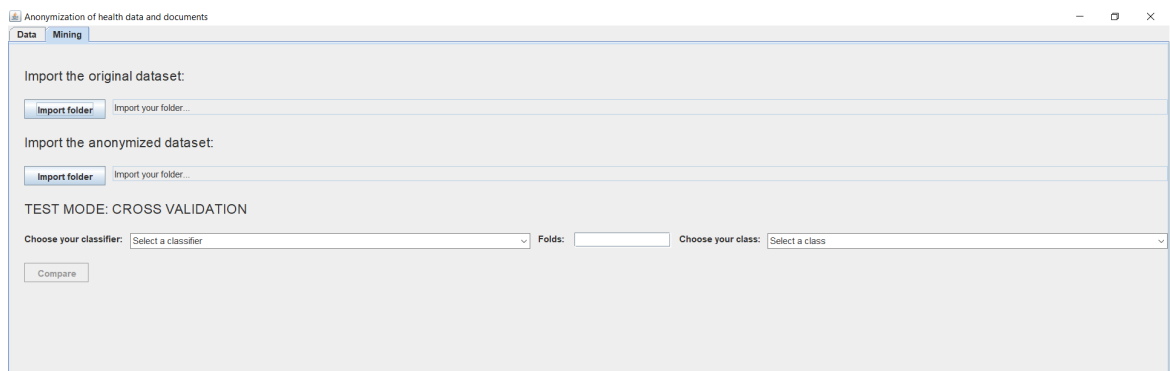 Anonymization of health data and documents
Data Mining
Import the original dataset:
Import folder Import your folder...
Import the anonymized dataset:
Import folder Import your folder...
TEST MODE: CROSS VALIDATION
Choose your classifier: Select a classifier Folds: Choose your class: Select a class
Compare